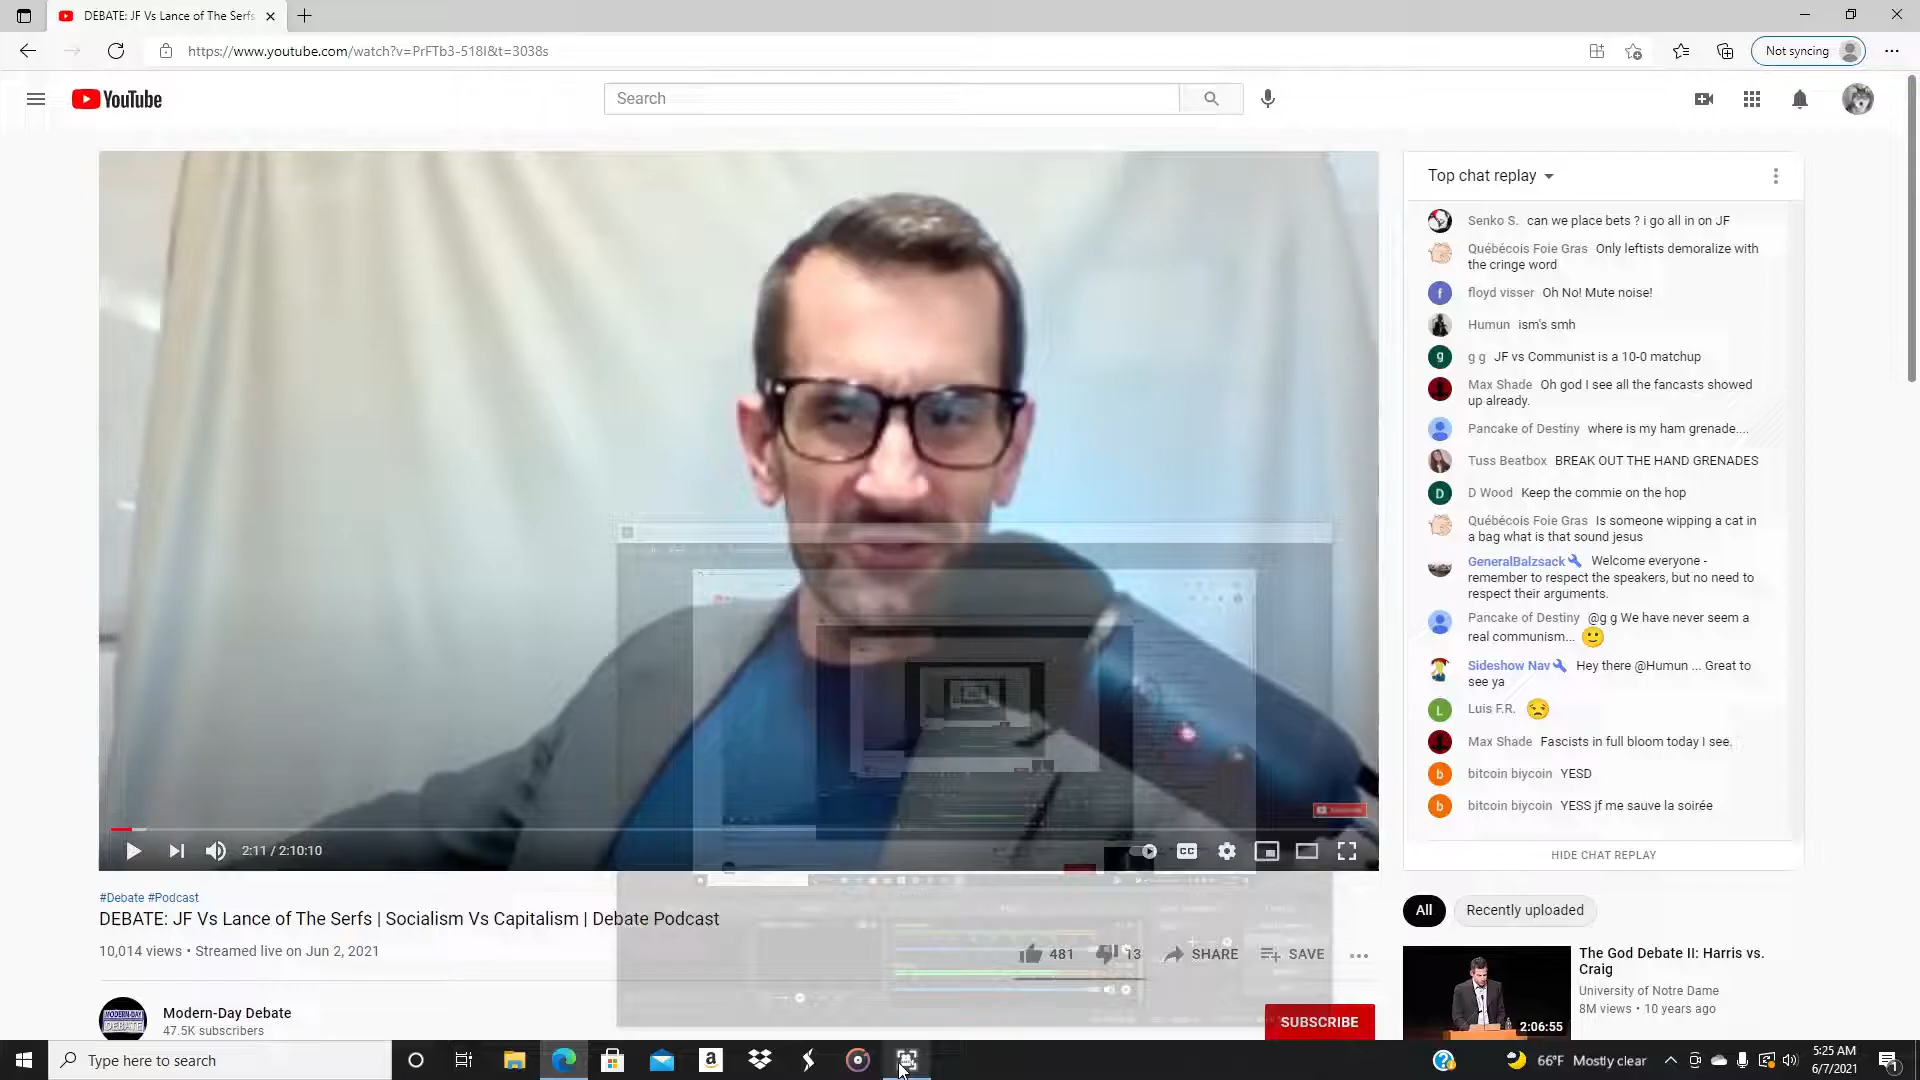 DEBATE: JF Vs Lance of The Serfs
https://www.youtube.com/watch?v=PrFTb3-518I&t=3038s
Not syncing
YouTube
Search
Top chat replay
Senko S. can we place bets ? i go all in on JF
Québécois Foie Gras Only leftists demoralize with
the cringe word
f
floyd visser Oh No! Mute noise!
Humun ism's smh
g
g g JF vs Communist is a 10-0 matchup
Max Shade Oh god I see all the fancasts showed
up already.
Pancake of Destiny where is my ham grenade....
Tuss Beatbox BREAK OUT THE HAND GRENADES
D
D Wood Keep the commie on the hop
Québécois Foie Gras Is someone wipping a cat in
a bag what is that sound jesus
GeneralBalzsack Welcome everyone -
remember to respect the speakers, but no need to
respect their arguments.
Pancake of Destiny @g g We have never seem a
real communism... 🙂
Sideshow Nav Hey there @Humun ... Great to
see ya
L
Luis F.R. 😒
Max Shade Fascists in full bloom today I see.
b
bitcoin biycoin YESD
b
bitcoin biycoin YESS jf me sauve la soirée
HIDE CHAT REPLAY
2:11 / 2:10:10
CC
#Debate #Podcast
DEBATE: JF Vs Lance of The Serfs | Socialism Vs Capitalism | Debate Podcast
10,014 views • Streamed live on Jun 2, 2021
481
13
SHARE
SAVE
MODERN-DAY
DEBATE
Modern-Day Debate
47.5K subscribers
SUBSCRIBE
All
Recently uploaded
The God Debate II: Harris vs.
Craig
University of Notre Dame
8M views • 10 years ago
2:06:55
Type here to search
66°F Mostly clear
5:25 AM
6/7/2021
1